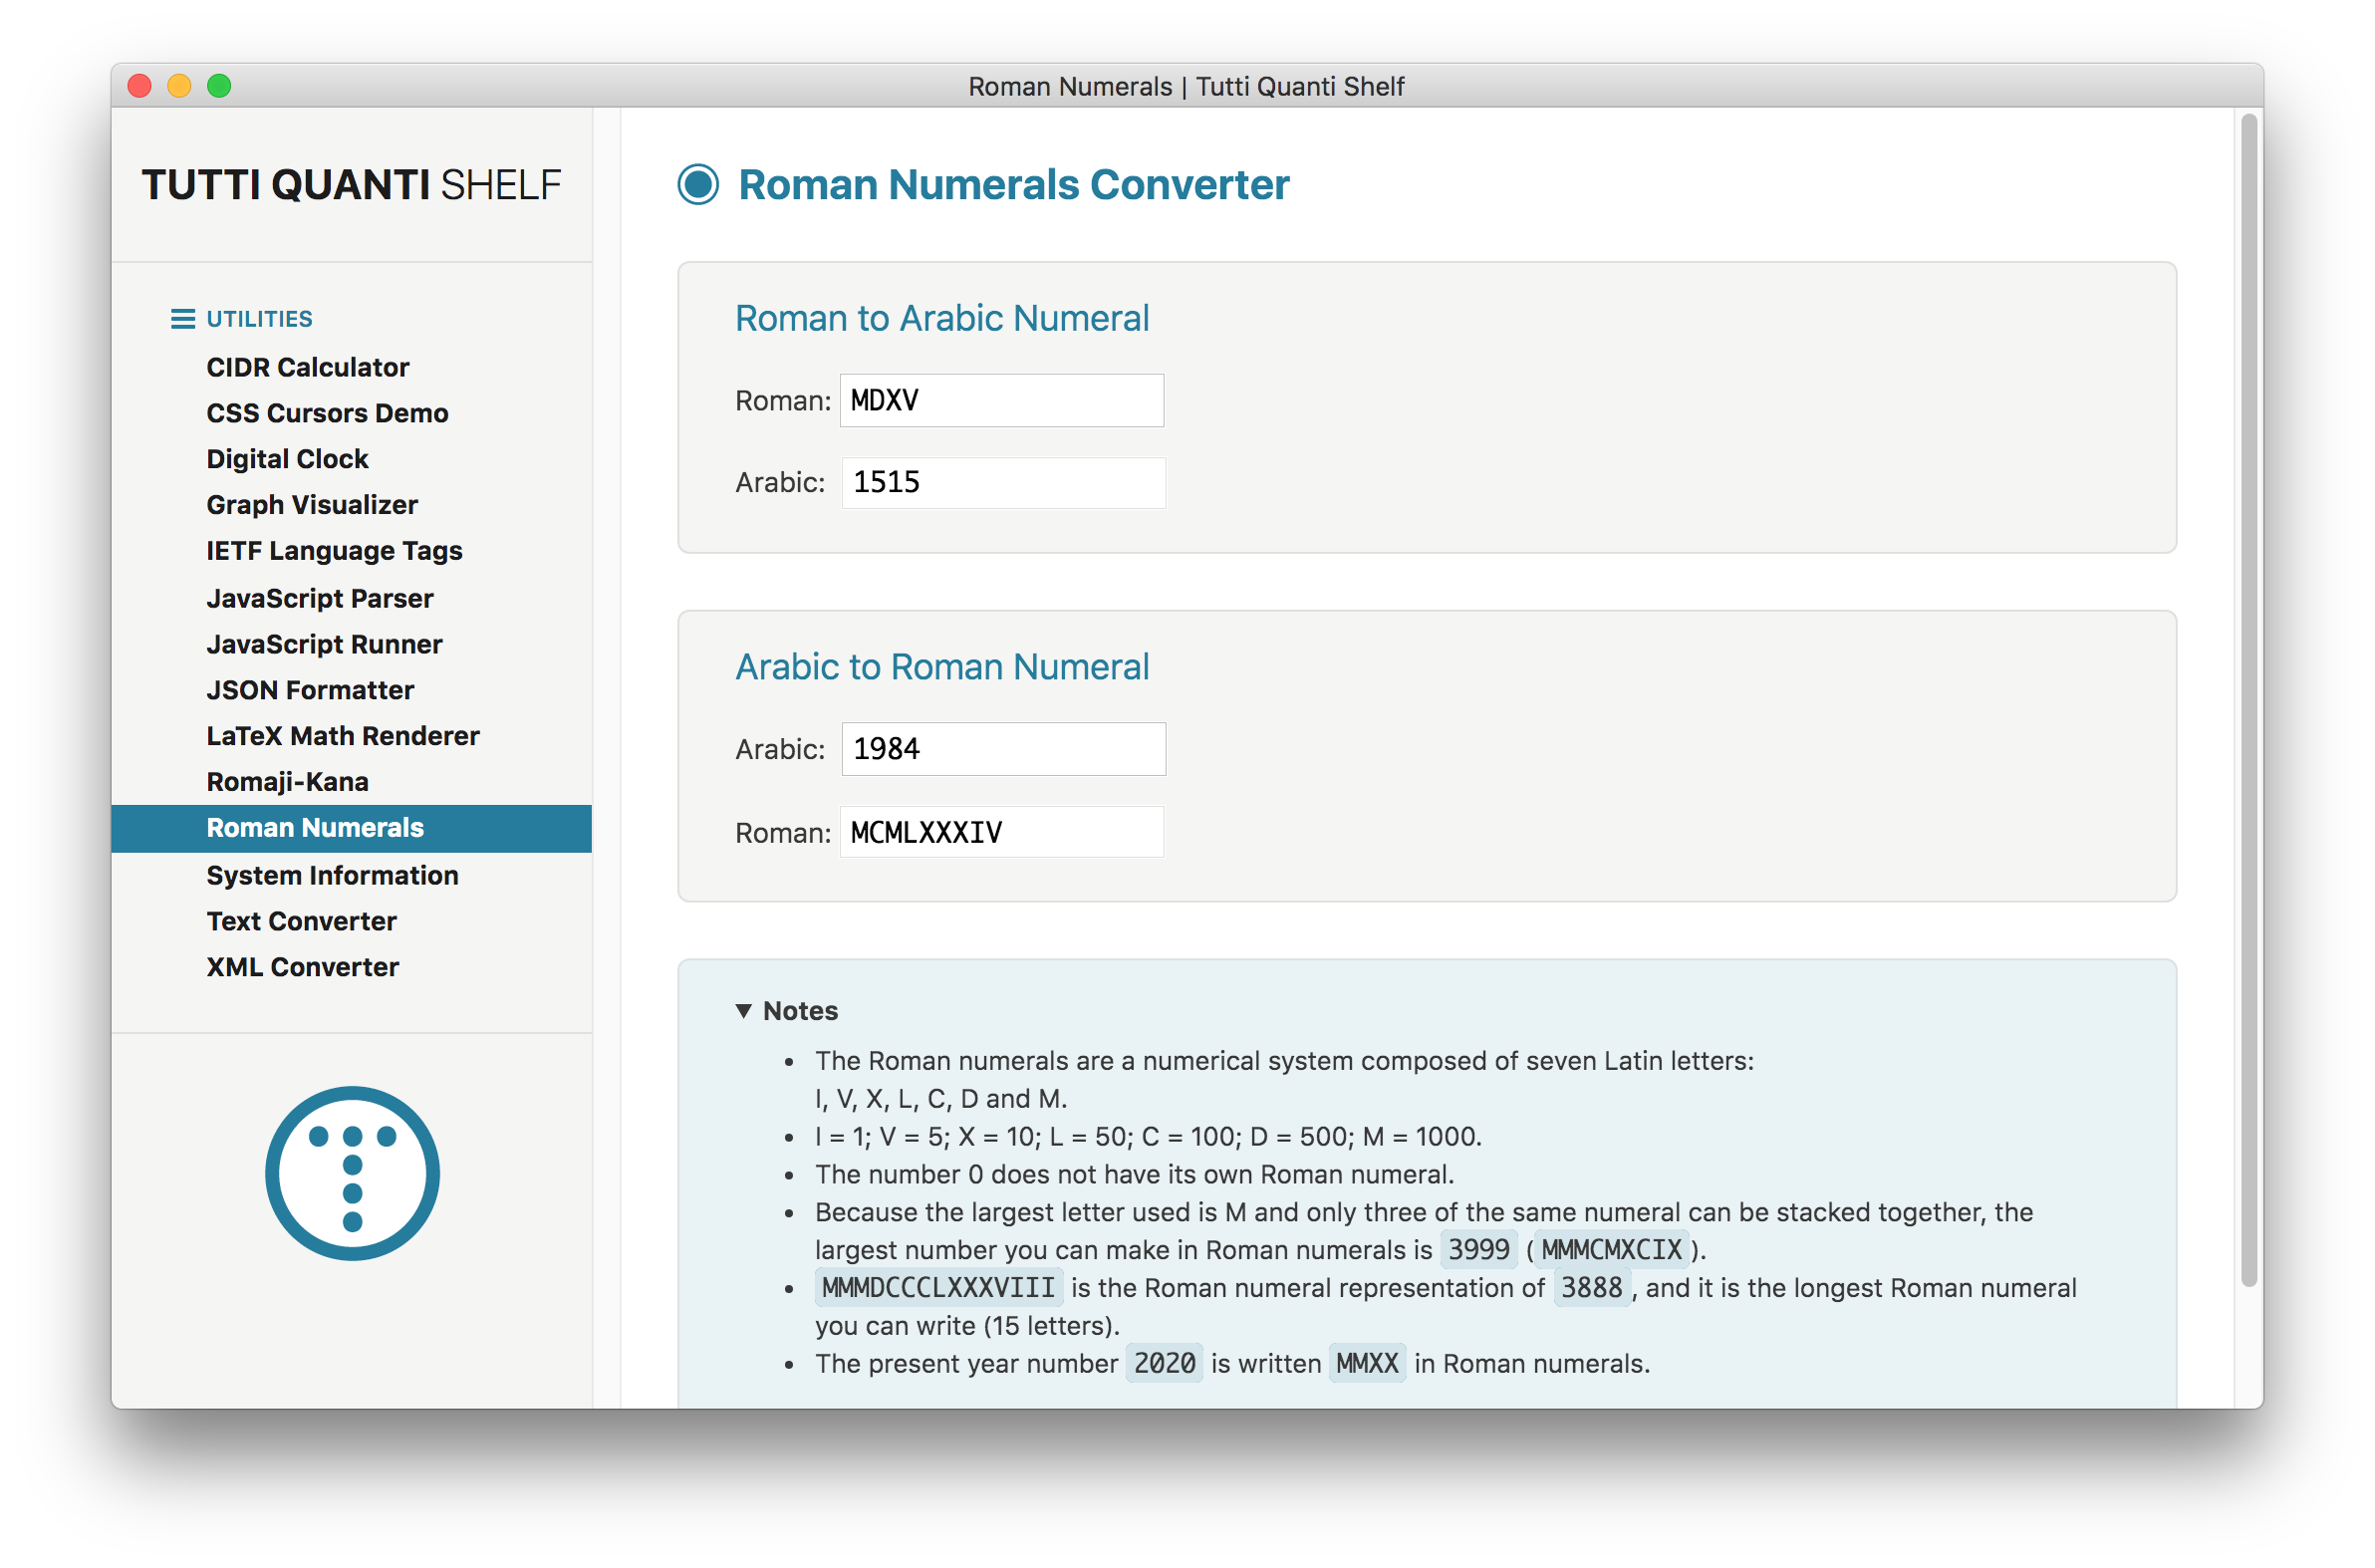 Roman Numerals | Tutti Quanti Shelf
TUTTI QUANTI SHELF
UTILITIES
CIDR Calculator
CSS Cursors Demo
Digital Clock
Graph Visualizer
IETF Language Tags
JavaScript Parser
JavaScript Runner
JSON Formatter
LaTeX Math Renderer
Romaji-Kana
Roman Numerals
System Information
Text Converter
XML Converter
Roman Numerals Converter
Roman to Arabic Numeral
Roman: MDXV
Arabic: 1515
Arabic to Roman Numeral
Arabic: 1984
Roman: MCMLXXXIV
▼ Notes
• The Roman numerals are a numerical system composed of seven Latin letters:
I, V, X, L, C, D and M.
• I = 1; V = 5; X = 10; L = 50; C = 100; D = 500; M = 1000.
• The number 0 does not have its own Roman numeral.
• Because the largest letter used is M and only three of the same numeral can be stacked together, the
largest number you can make in Roman numerals is 3999 (MMMCMXCIX).
• MMMDCCCLXXXVIII is the Roman numeral representation of 3888, and it is the longest Roman numeral
you can write (15 letters).
• The present year number 2020 is written MMXX in Roman numerals.